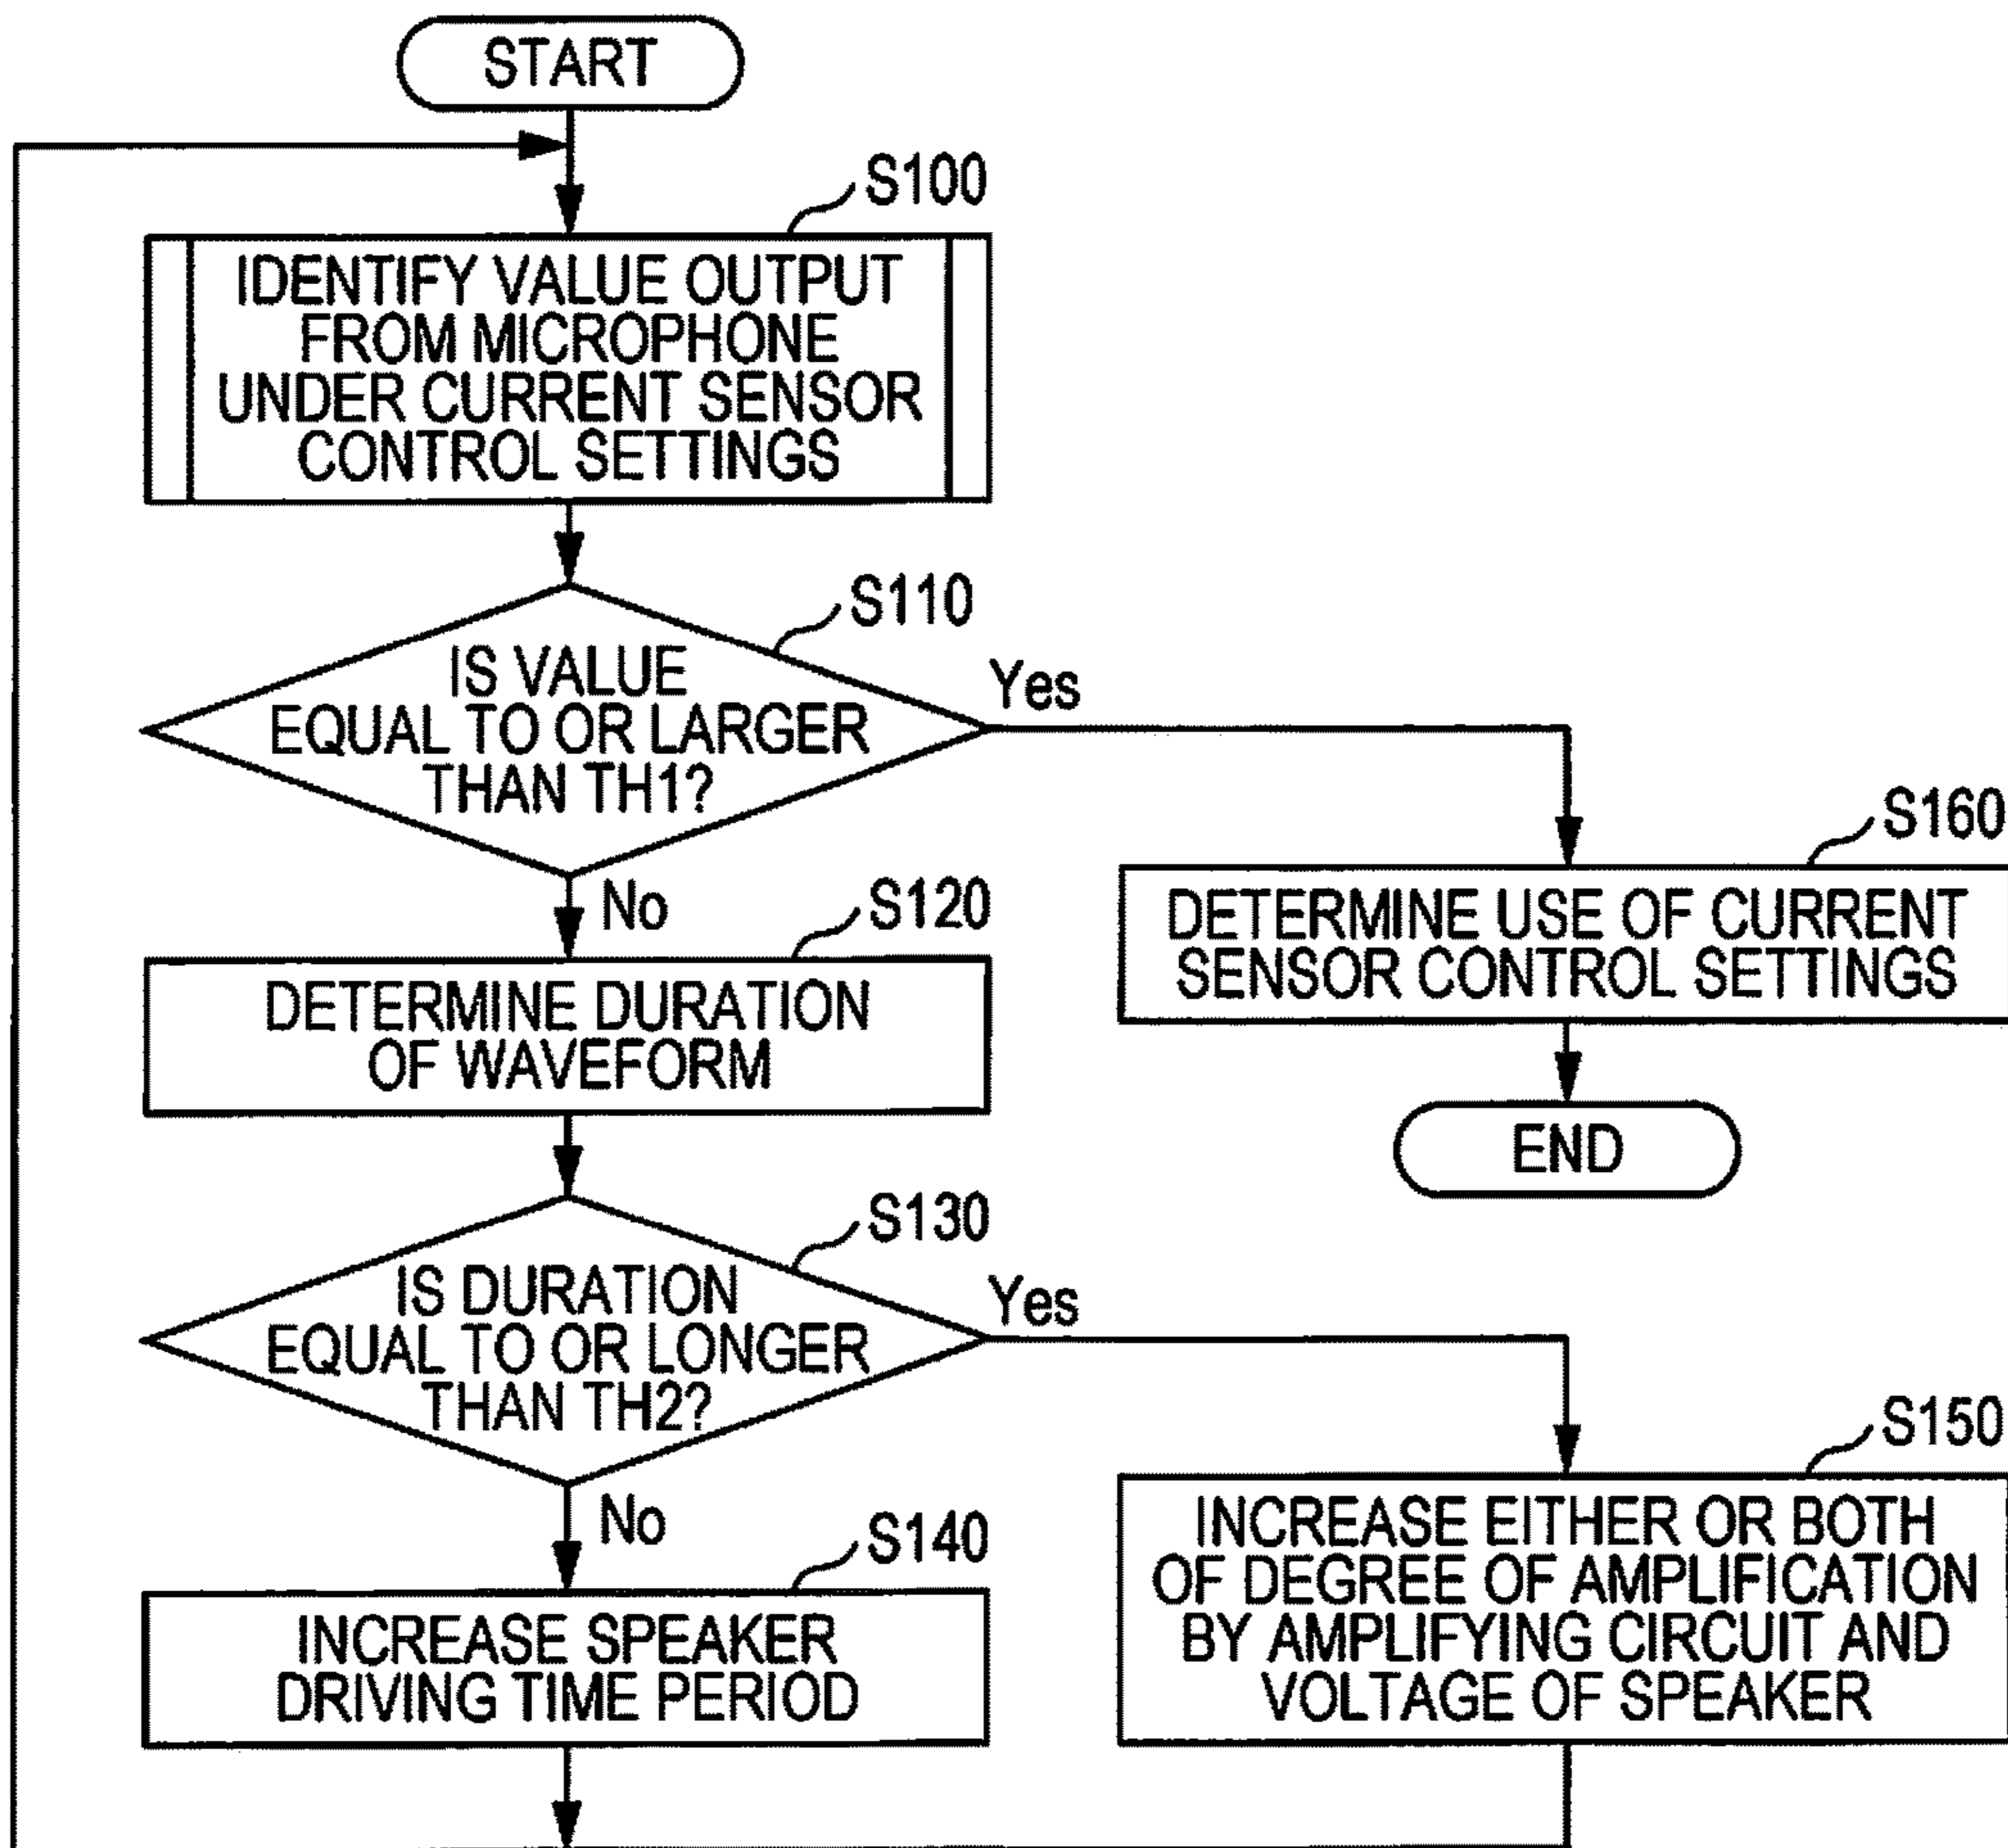 START
S100
IDENTIFY VALUE OUTPUT
FROM MICROPHONE
UNDER CURRENT SENSOR
CONTROL SETTINGS
S110
IS VALUE
EQUAL TO OR LARGER
THAN TH1?
Yes
No
S160
DETERMINE USE OF CURRENT
SENSOR CONTROL SETTINGS
END
S120
DETERMINE DURATION
OF WAVEFORM
S130
IS DURATION
EQUAL TO OR LONGER
THAN TH2?
Yes
No
S140
INCREASE SPEAKER
DRIVING TIME PERIOD
S150
INCREASE EITHER OR BOTH
OF DEGREE OF AMPLIFICATION
BY AMPLIFYING CIRCUIT AND
VOLTAGE OF SPEAKER